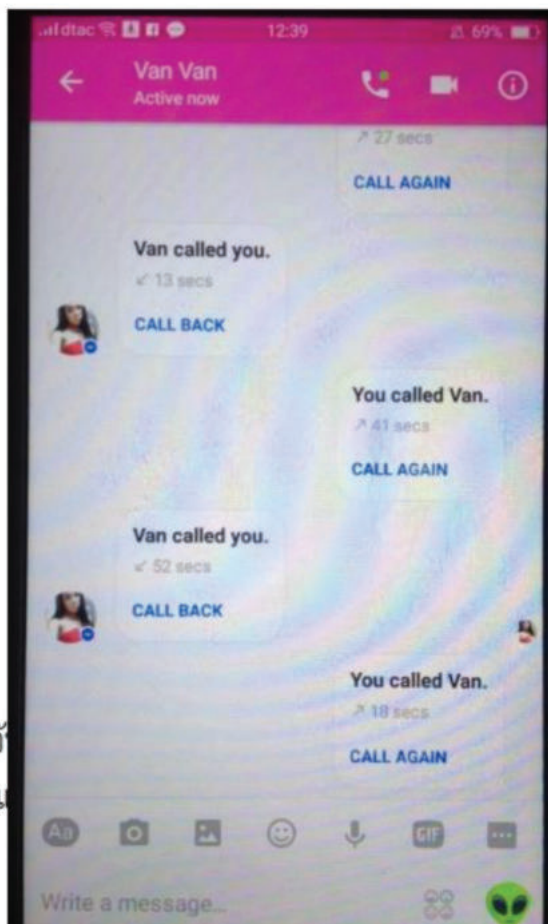 dtac 12:39 69%
Van Van
Active now
27 secs
CALL AGAIN
Van called you.
13 secs
CALL BACK
You called Van.
41 secs
CALL AGAIN
Van called you.
52 secs
CALL BACK
You called Van.
18 secs
CALL AGAIN
Aa GIF
Write a message...